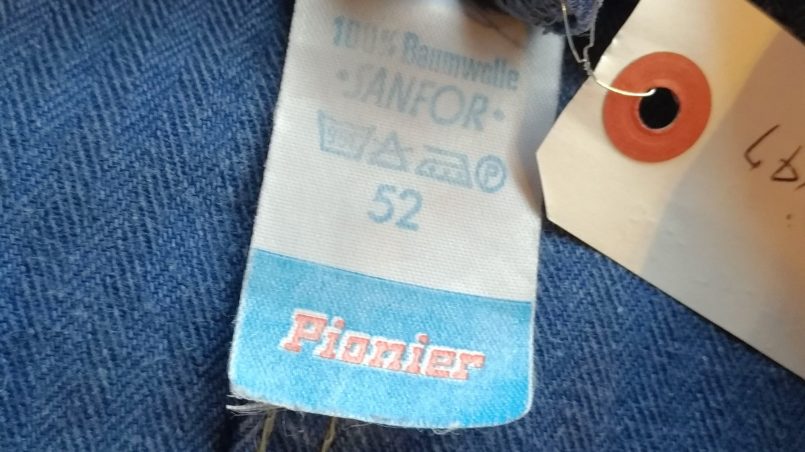 100% Baumwolle
·SANFOR·
P
52
Pionier